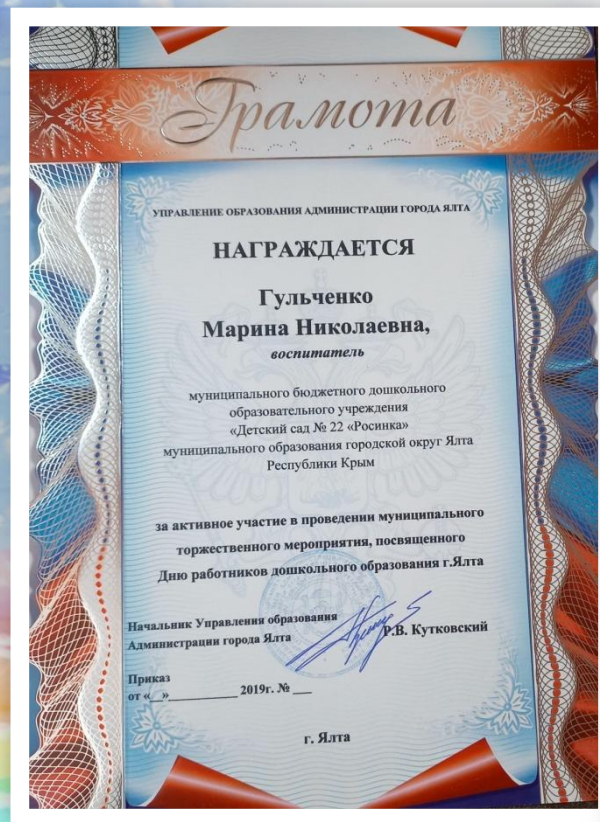 Грамота
УПРАВЛЕНИЕ ОБРАЗОВАНИЯ АДМИНИСТРАЦИИ ГОРОДА ЯЛТА
НАГРАЖДАЕТСЯ
Гульченко
Марина Николаевна,
воспитатель
муниципального бюджетного дошкольного
образовательного учреждения
«Детский сад № 22 «Росинка»
муниципального образования городской округ Ялта
Республики Крым
за активное участие в проведении муниципального
торжественного мероприятия, посвященного
Дню работников дошкольного образования г.Ялта
Начальник Управления образования
Администрации города Ялта Р.В. Кутковский
Приказ
от «__»___________ 2019г. № ___
г. Ялта